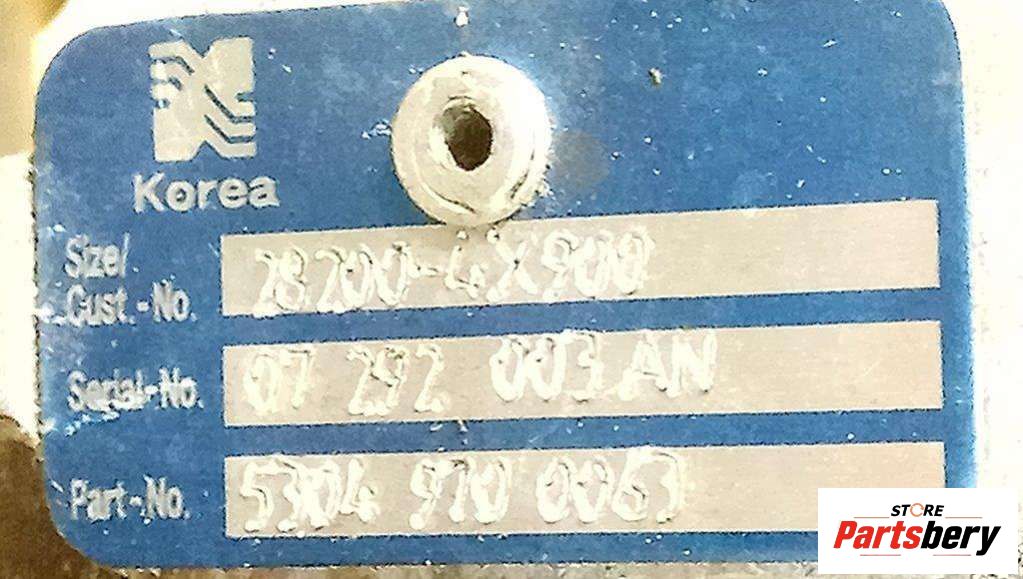 Korea
Size/
Cust.-No. 28200-4X900
Serial-No. 07 292 003 AN
Part-No. 5304 970 0063
STORE
Partsbery